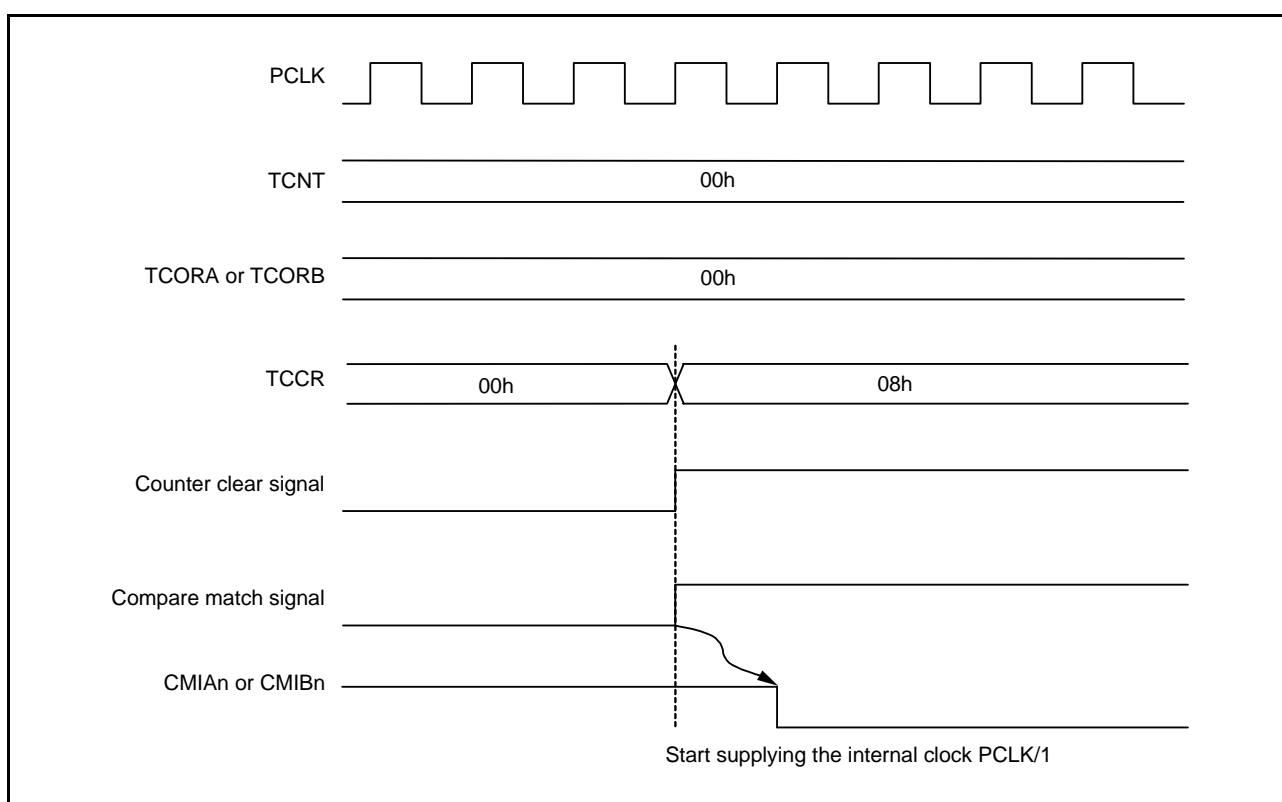 PCLK
TCNT
00h
TCORA or TCORB
00h
TCCR
00h
08h
Counter clear signal
Compare match signal
CMIAn or CMIBn
Start supplying the internal clock PCLK/1